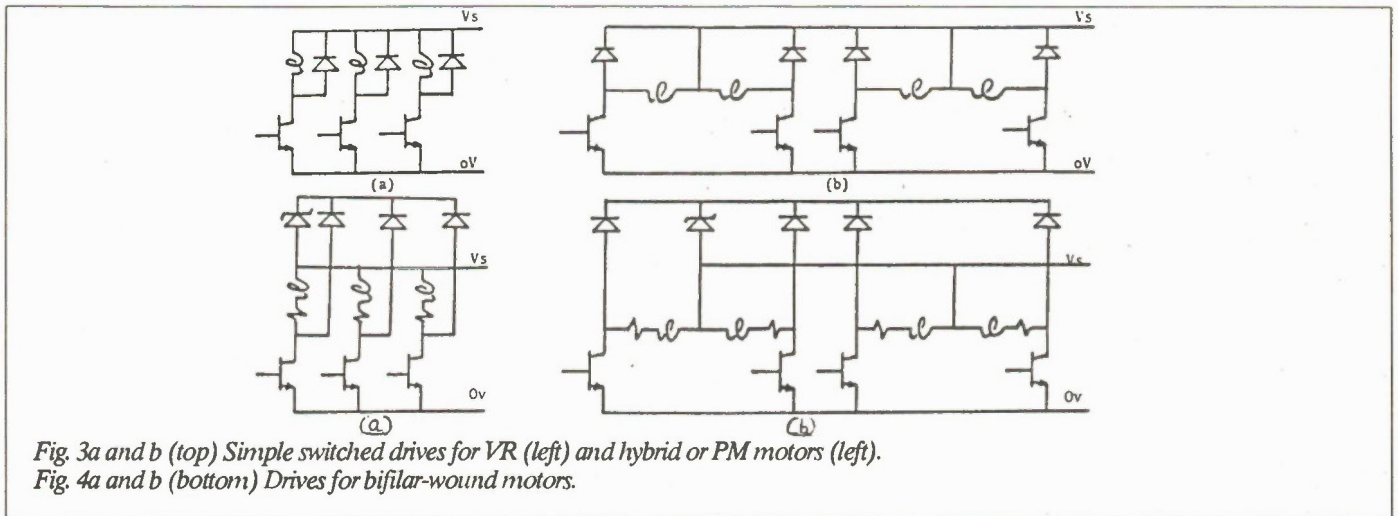 Vs
Vs
oV
(a)
oV
(b)
Vs
Vs
Ov
(a)
Ov
(b)
Fig. 3a and b (top) Simple switched drives for VR (left) and hybrid or PM motors (left).
Fig. 4a and b (bottom) Drives for bifilar-wound motors.